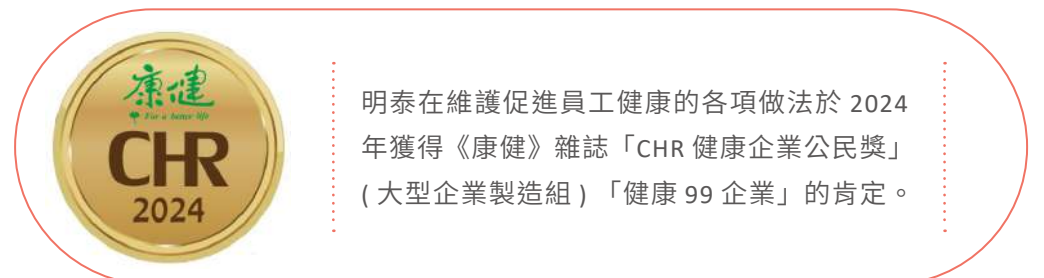 康健
For a better life
CHR
2024
明泰在維護促進員工健康的各項做法於 2024
年獲得《康健》雜誌「CHR 健康企業公民獎」
( 大型企業製造組 ) 「健康 99 企業」的肯定。